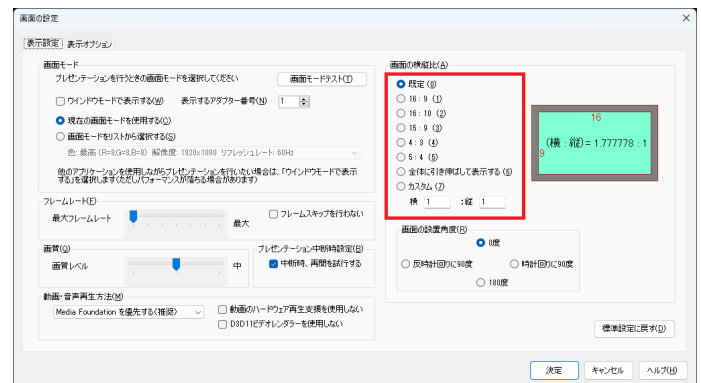 画面の設定
表示設定 表示オプション
画面モード
プレゼンテーションを行うときの画面モードを選択してください
画面モードテスト(T)
ウインドウモードで表示する(W) 表示するアダプター番号(N) 1
現在の画面モードを使用する(C)
画面モードをリストから選択する(S)
色: 最高 (R=8,G=8,B=8) 解像度: 1920x1080 リフレッシュレート: 60Hz
他のアプリケーションを使用しながらプレゼンテーションを行いたい場合は、「ウインドウモードで表示
する」を選択します(ただしパフォーマンスが落ちる場合があります)
フレームレート(F)
最大フレームレート 最大
フレームスキップを行わない
画質(Q)
画質レベル 中
プレゼンテーション中断時設定(B)
中断時、再開を試行する
動画・音声再生方法(M)
Media Foundation を優先する(推奨)
動画のハードウェア再生支援を使用しない
D3D11ビデオレンダラーを使用しない
画面の横縦比(A)
既定 (0)
16 : 9 (1)
16 : 10 (2)
15 : 9 (3)
4 : 3 (4)
5 : 4 (5)
全体に引き伸ばして表示する (6)
カスタム (7)
横 1 :縦 1
16
(横 : 縦) = 1.777778 : 1
9
画面の設置角度(R)
0度
反時計回りに90度
時計回りに90度
180度
標準設定に戻す(D)
決定
キャンセル
ヘルプ(H)